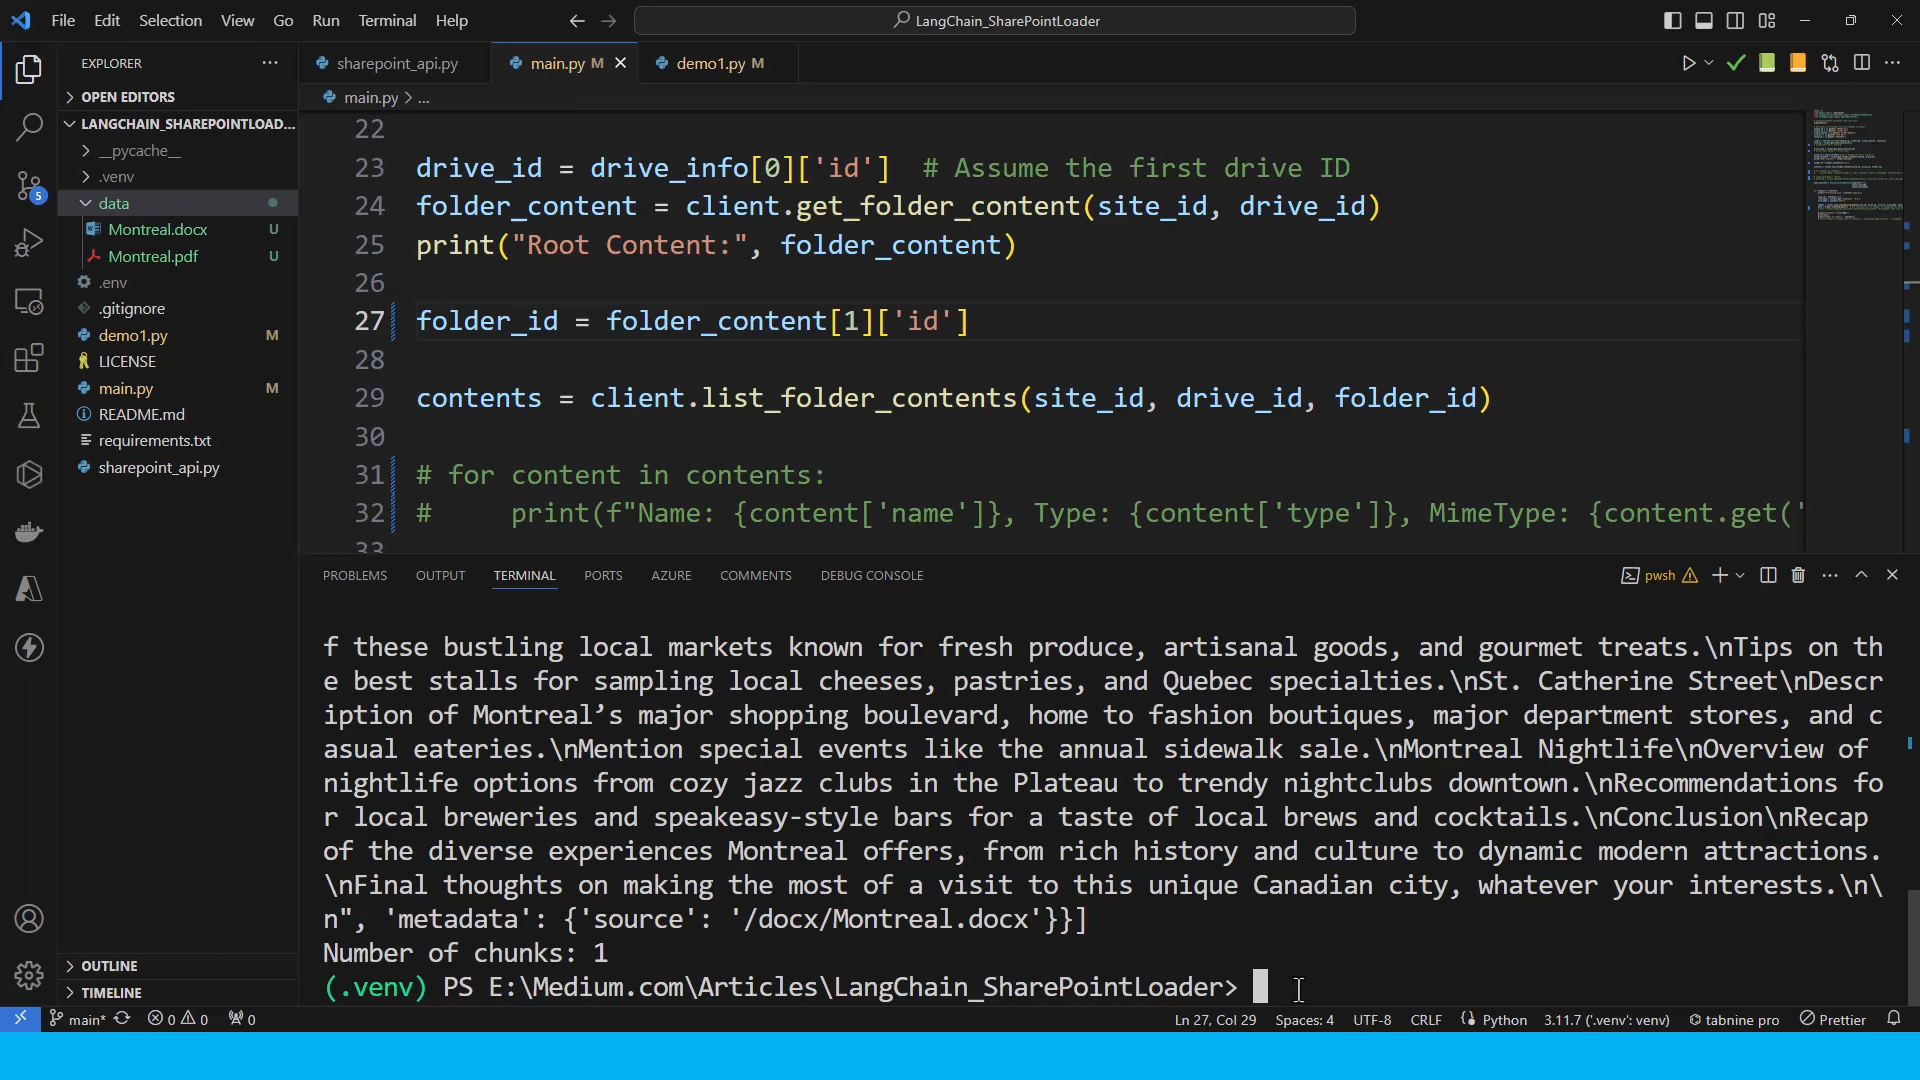 File Edit Selection View Go Run Terminal Help
LangChain_SharePointLoader
EXPLORER
OPEN EDITORS
LANGCHAIN_SHAREPOINTLOAD...
__pycache__
.venv
data
Montreal.docx U
Montreal.pdf U
.env
.gitignore
demo1.py M
LICENSE
main.py M
README.md
requirements.txt
sharepoint_api.py
OUTLINE
TIMELINE
5
sharepoint_api.py main.py M demo1.py M
main.py > ...
22
23 drive_id = drive_info[0]['id']  # Assume the first drive ID
24 folder_content = client.get_folder_content(site_id, drive_id)
25 print("Root Content:", folder_content)
26
27 folder_id = folder_content[1]['id']
28
29 contents = client.list_folder_contents(site_id, drive_id, folder_id)
30
31 # for content in contents:
32 #     print(f"Name: {content['name']}, Type: {content['type']}, MimeType: {content.get('
33
PROBLEMS OUTPUT TERMINAL PORTS AZURE COMMENTS DEBUG CONSOLE
pwsh
f these bustling local markets known for fresh produce, artisanal goods, and gourmet treats.\nTips on th
e best stalls for sampling local cheeses, pastries, and Quebec specialties.\nSt. Catherine Street\nDescr
iption of Montreal’s major shopping boulevard, home to fashion boutiques, major department stores, and c
asual eateries.\nMention special events like the annual sidewalk sale.\nMontreal Nightlife\nOverview of
nightlife options from cozy jazz clubs in the Plateau to trendy nightclubs downtown.\nRecommendations fo
r local breweries and speakeasy-style bars for a taste of local brews and cocktails.\nConclusion\nRecap
of the diverse experiences Montreal offers, from rich history and culture to dynamic modern attractions.
\nFinal thoughts on making the most of a visit to this unique Canadian city, whatever your interests.\n\
n", 'metadata': {'source': '/docx/Montreal.docx'}}]
Number of chunks: 1
(.venv) PS E:\Medium.com\Articles\LangChain_SharePointLoader>
main* 0 0 0 Ln 27, Col 29 Spaces: 4 UTF-8 CRLF Python 3.11.7 ('.venv': venv) tabnine pro Prettier